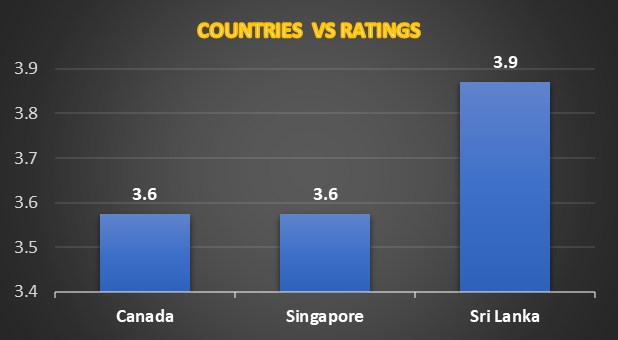 COUNTRIES VS RATINGS
3.9
3.8
3.7
3.6
3.5
3.4
3.6
3.6
3.9
Canada
Singapore
Sri Lanka